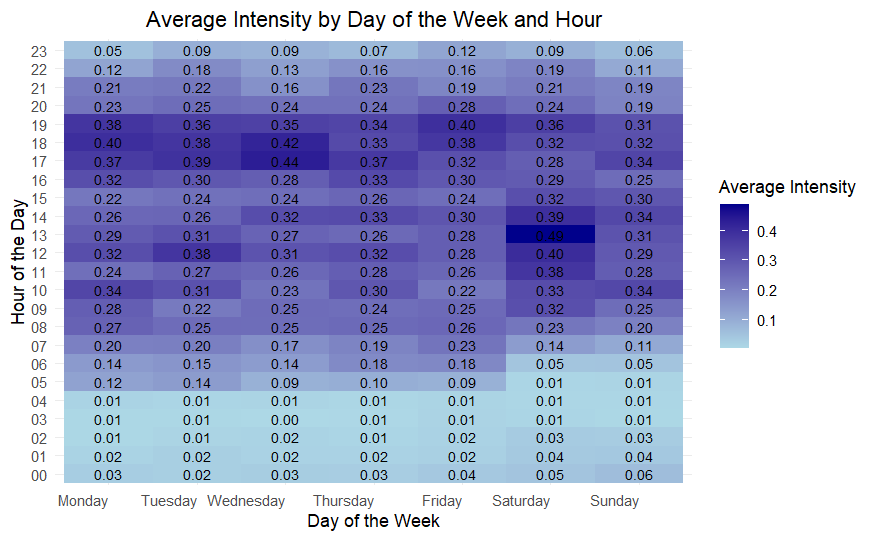 Average Intensity by Day of the Week and Hour
23 0.05 0.09 0.09 0.07 0.12 0.09 0.06
22 0.12 0.18 0.13 0.16 0.16 0.19 0.11
21 0.21 0.22 0.16 0.23 0.19 0.21 0.19
20 0.23 0.25 0.24 0.24 0.28 0.24 0.19
19 0.38 0.36 0.35 0.34 0.40 0.36 0.31
18 0.40 0.38 0.42 0.33 0.38 0.32 0.32
17 0.37 0.39 0.44 0.37 0.32 0.28 0.34
16 0.32 0.30 0.28 0.33 0.30 0.29 0.25
15 0.22 0.24 0.24 0.26 0.24 0.32 0.30
14 0.26 0.26 0.32 0.33 0.30 0.39 0.34
13 0.29 0.31 0.27 0.26 0.28 0.31
12 0.32 0.38 0.31 0.32 0.28 0.40 0.29
11 0.24 0.27 0.26 0.28 0.26 0.38 0.28
10 0.34 0.31 0.23 0.30 0.22 0.33 0.34
09 0.28 0.22 0.25 0.24 0.25 0.32 0.25
08 0.27 0.25 0.25 0.25 0.26 0.23 0.20
07 0.20 0.20 0.17 0.19 0.23 0.14 0.11
06 0.14 0.15 0.14 0.18 0.18 0.05 0.05
05 0.12 0.14 0.09 0.10 0.09 0.01 0.01
04 0.01 0.01 0.01 0.01 0.01 0.01 0.01
03 0.01 0.01 0.00 0.01 0.01 0.01 0.01
02 0.01 0.01 0.02 0.01 0.02 0.03 0.03
01 0.02 0.02 0.02 0.02 0.02 0.04 0.04
00 0.03 0.02 0.03 0.03 0.04 0.05 0.06
Monday Tuesday Wednesday Thursday Friday Saturday Sunday
Day of the Week
Hour of the Day
Average Intensity
0.4
0.3
0.2
0.1